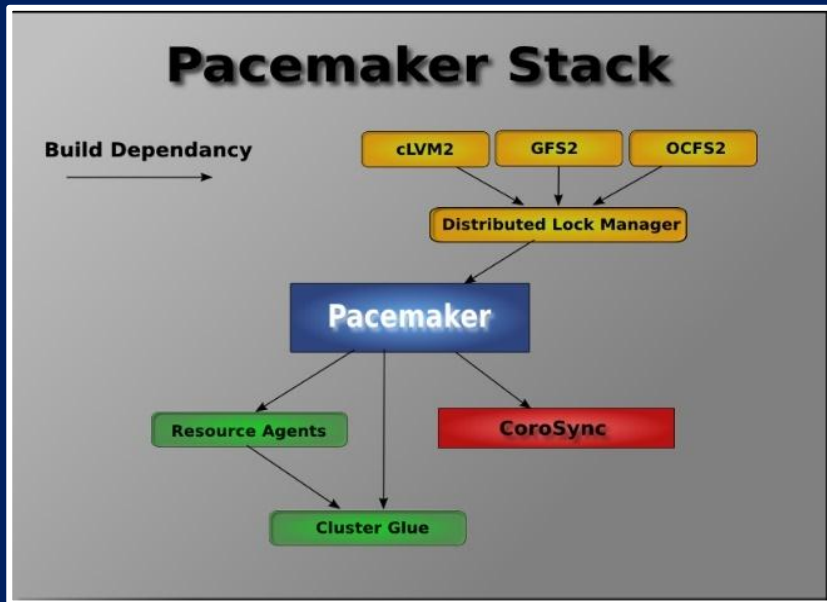 Pacemaker Stack
Build Dependancy
cLVM2
GFS2
OCFS2
Distributed Lock Manager
Pacemaker
Resource Agents
CoroSync
Cluster Glue